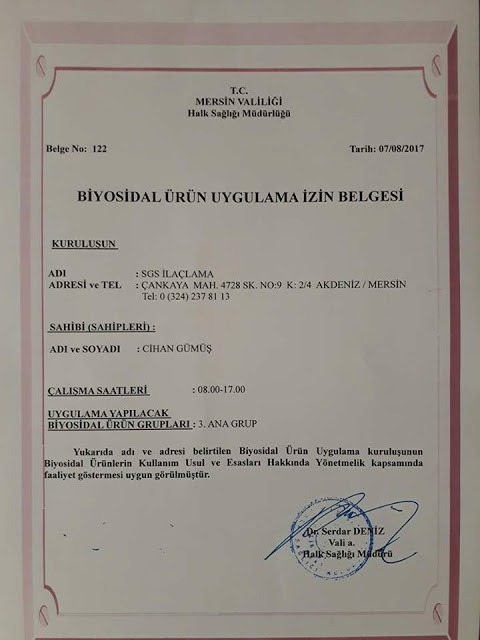 T.C.
MERSİN VALİLİĞİ
Halk Sağlığı Müdürlüğü
Belge No: 122 Tarih: 07/08/2017
BİYOSİDAL ÜRÜN UYGULAMA İZİN BELGESİ
KURULUŞUN
ADI : SGS İLAÇLAMA
ADRESİ ve TEL : ÇANKAYA MAH. 4728 SK. NO:9 K: 2/4 AKDENİZ / MERSİN
Tel: 0 (324) 237 81 13
SAHİBİ (SAHİPLERİ) :
ADI ve SOYADI : CİHAN GÜMÜŞ
ÇALIŞMA SAATLERİ : 08.00-17.00
UYGULAMA YAPILACAK
BİYOSİDAL ÜRÜN GRUPLARI : 3. ANA GRUP
Yukarıda adı ve adresi belirtilen Biyosidal Ürün Uygulama kuruluşunun
Biyosidal Ürünlerin Kullanım Usul ve Esasları Hakkında Yönetmelik kapsamında
faaliyet göstermesi uygun görülmüştür.
Dr. Serdar DENİZ
Vali a.
Halk Sağlığı Müdürü